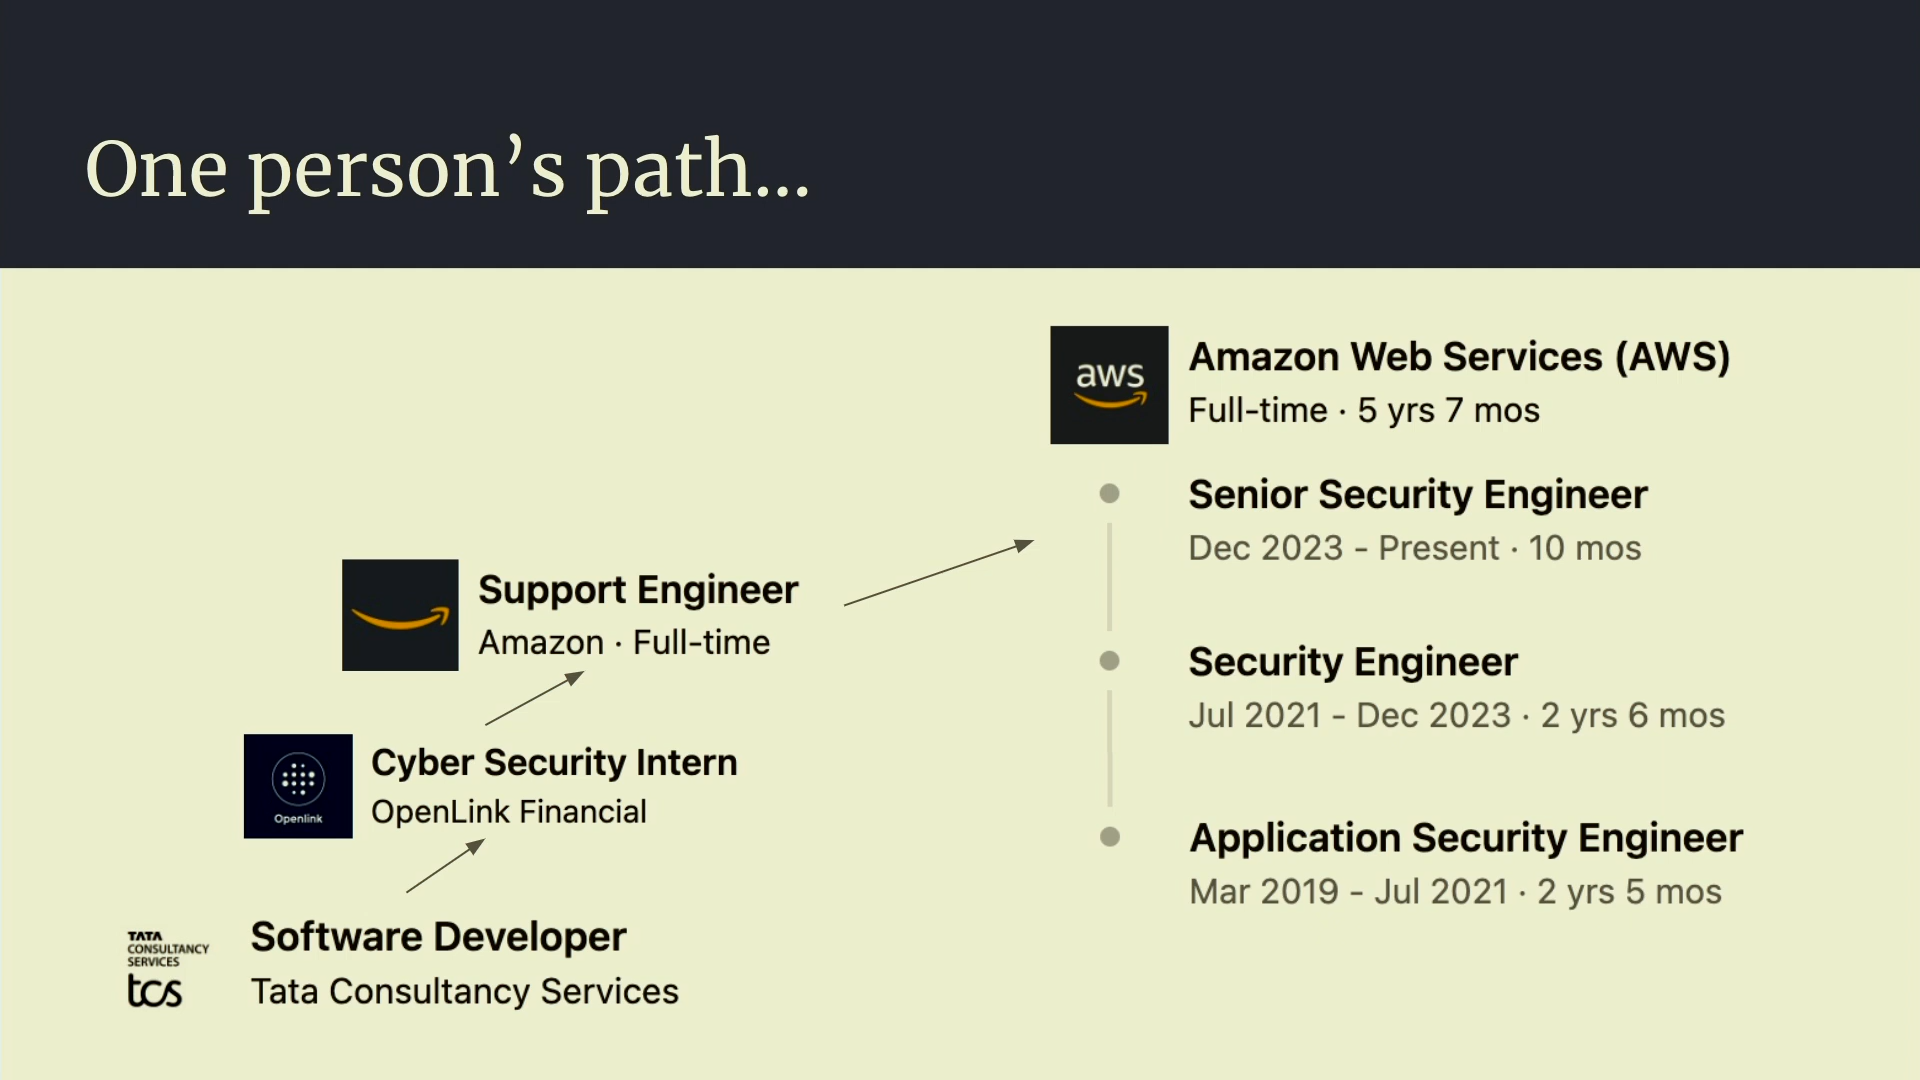 One person’s path...
aws
Amazon Web Services (AWS)
Full-time · 5 yrs 7 mos
Senior Security Engineer
Dec 2023 - Present · 10 mos
Security Engineer
Jul 2021 - Dec 2023 · 2 yrs 6 mos
Application Security Engineer
Mar 2019 - Jul 2021 · 2 yrs 5 mos
Support Engineer
Amazon · Full-time
Openlink
Cyber Security Intern
OpenLink Financial
TATA
CONSULTANCY
SERVICES
tcs
Software Developer
Tata Consultancy Services